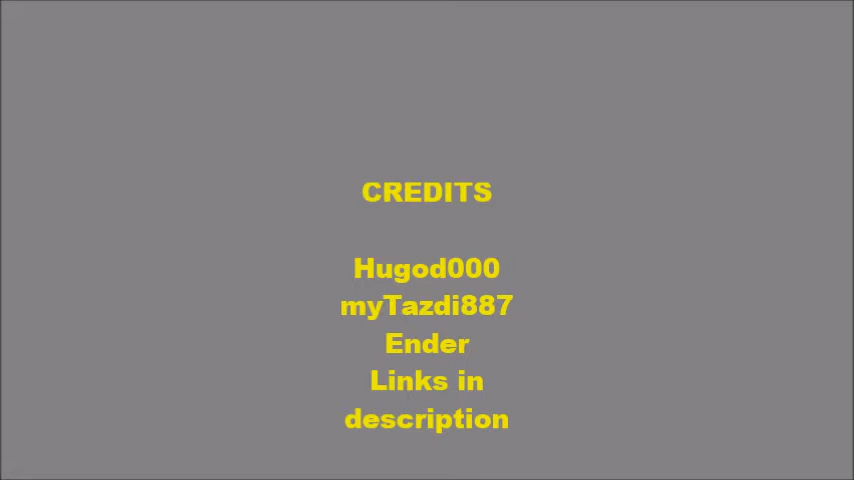 CREDITS
Hugod000
myTazdi887
Ender
Links in
description